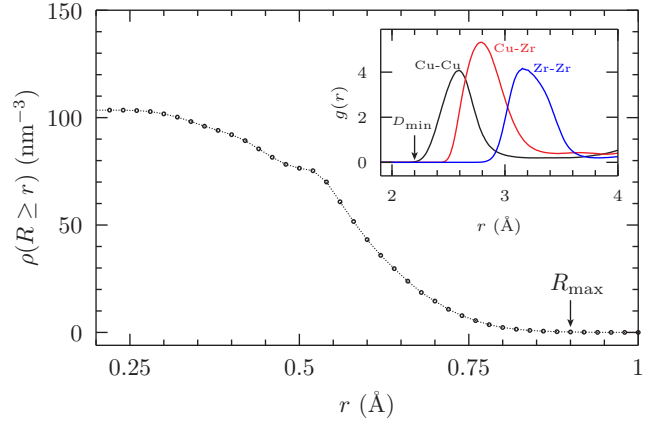 ρ(R ≥ r) (nm⁻³)
150
100
50
0
0.25
0.5
0.75
1
r (Å)
R_max
g(r)
4
2
0
2
3
4
r (Å)
D_min
Cu-Cu
Cu-Zr
Zr-Zr